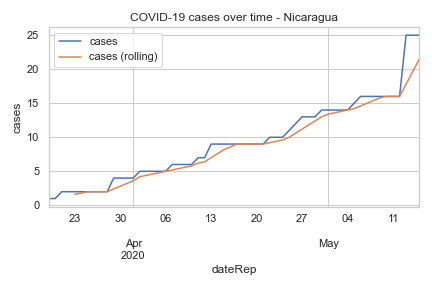 COVID-19 cases over time - Nicaragua
cases
cases (rolling)
25
20
15
10
5
0
cases
23 30 06 13 20 27 04 11
Apr May
2020
dateRep